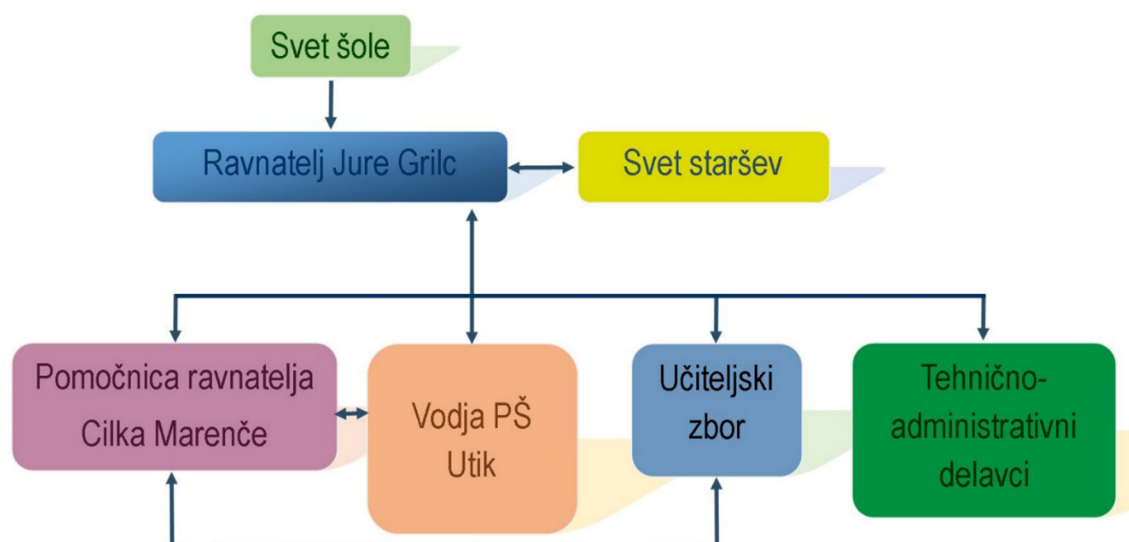 Svet šole
Ravnatelj Jure Grilc
Svet staršev
Pomočnica ravnatelja
Cilka Marenče
Vodja PŠ
Utik
Učiteljski
zbor
Tehnično-
administrativni
delavci